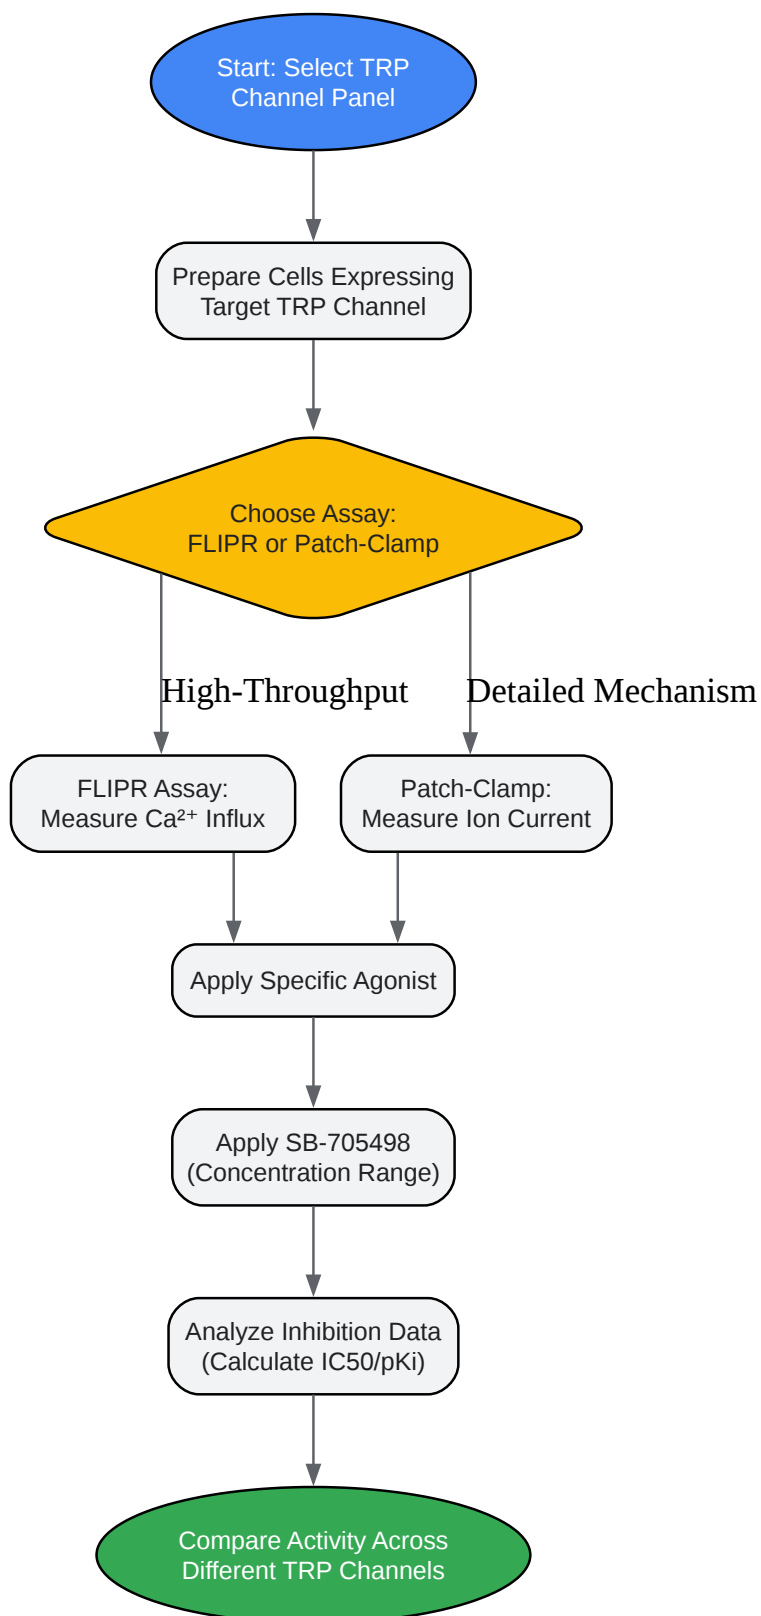 Start: Select TRP
Channel Panel
Prepare Cells Expressing
Target TRP Channel
Choose Assay:
FLIPR or Patch-Clamp
High-Throughput
Detailed Mechanism
FLIPR Assay:
Measure Ca²⁺ Influx
Patch-Clamp:
Measure Ion Current
Apply Specific Agonist
Apply SB-705498
(Concentration Range)
Analyze Inhibition Data
(Calculate IC50/pKi)
Compare Activity Across
Different TRP Channels